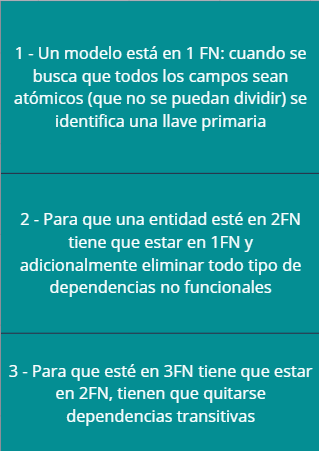 1 - Un modelo está en 1 FN: cuando se
busca que todos los campos sean
atómicos (que no se puedan dividir) se
identifica una llave primaria
2 - Para que una entidad esté en 2FN
tiene que estar en 1FN y
adicionalmente eliminar todo tipo de
dependencias no funcionales
3 - Para que esté en 3FN tiene que estar
en 2FN, tienen que quitarse
dependencias transitivas